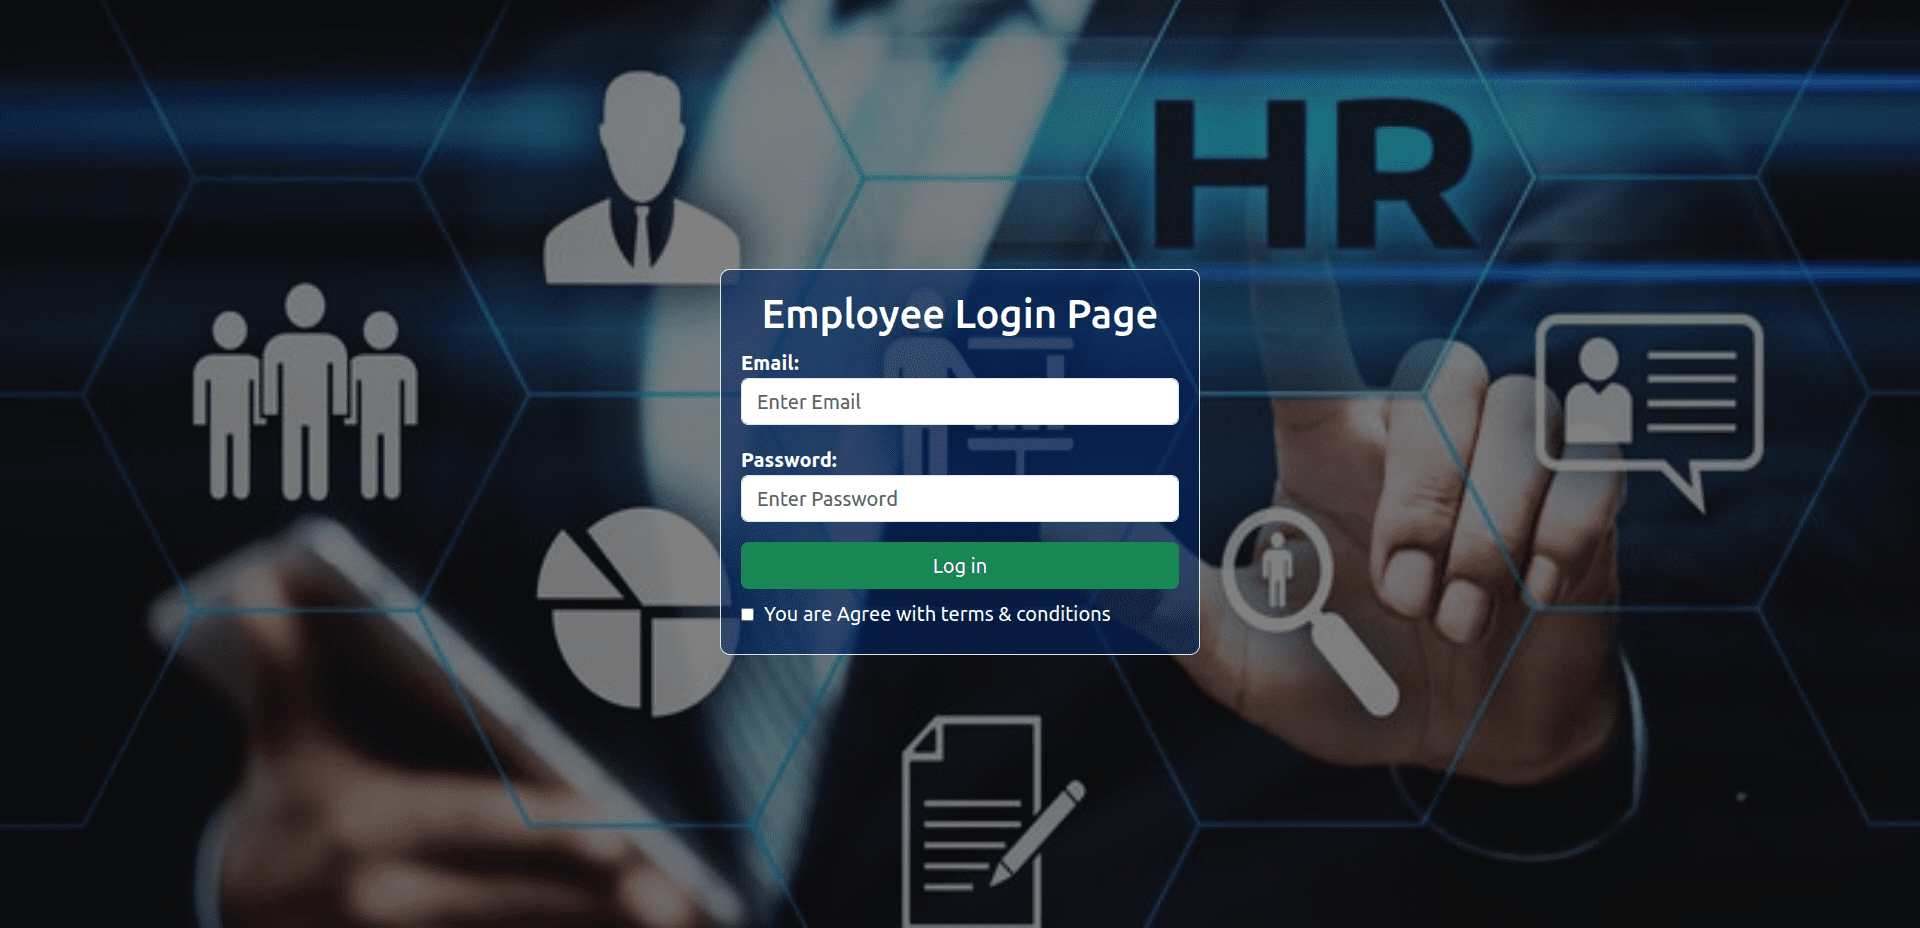 HR
Employee Login Page
Email:
Enter Email
Password:
Enter Password
Log in
You are Agree with terms & conditions